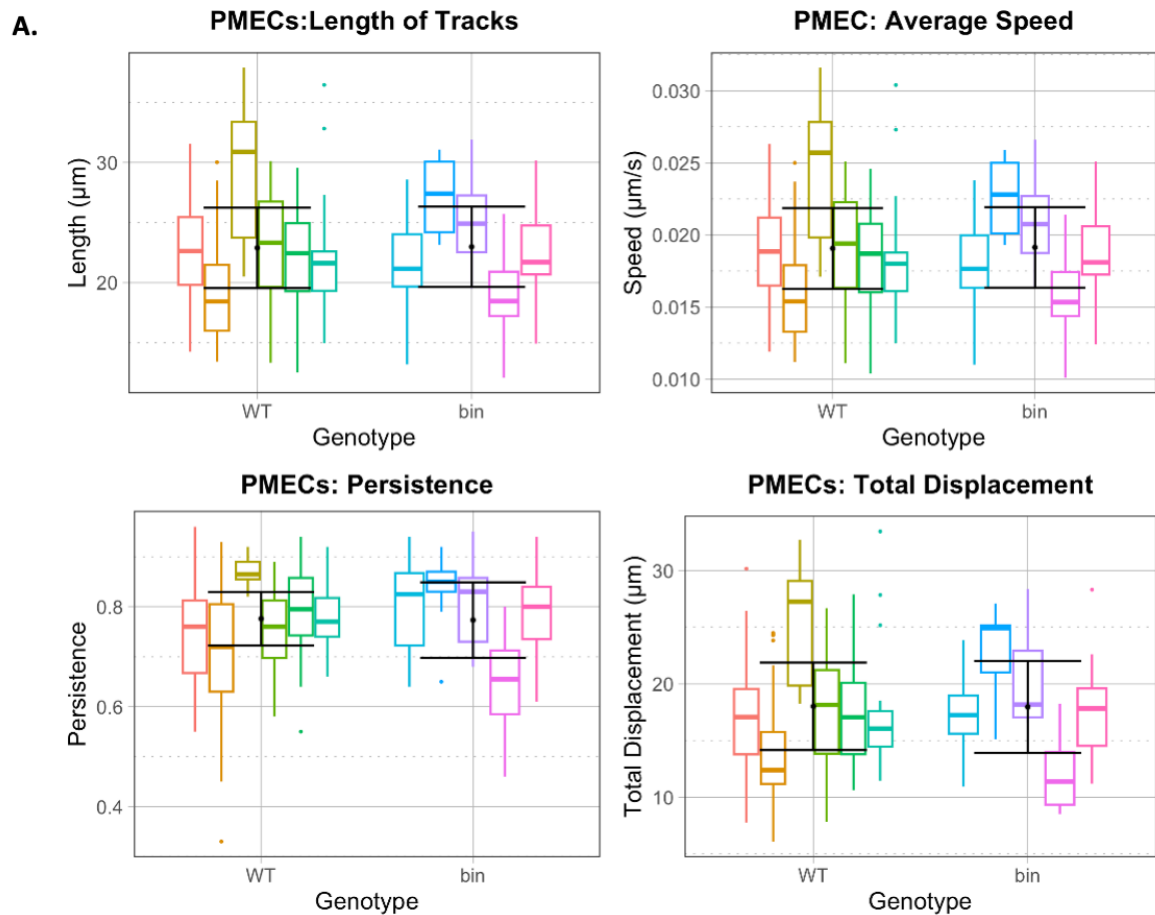 A.
PMECs:Length of Tracks
Length (µm)
30
20
WT
bin
Genotype
PMEC: Average Speed
Speed (µm/s)
0.030
0.025
0.020
0.015
0.010
WT
bin
Genotype
PMECs: Persistence
Persistence
0.8
0.6
0.4
WT
bin
Genotype
PMECs: Total Displacement
Total Displacement (µm)
30
20
10
WT
bin
Genotype